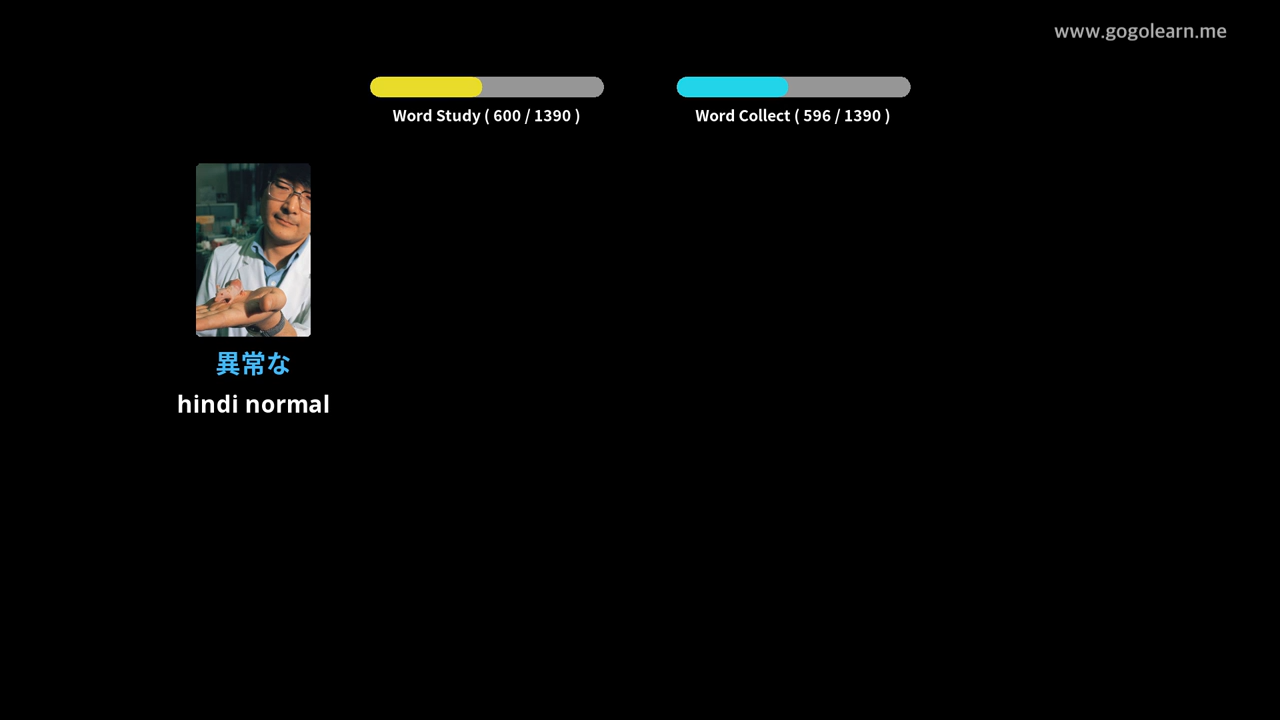 www.gogolearn.me
Word Study ( 600 / 1390 )
Word Collect ( 596 / 1390 )
異常な
hindi normal